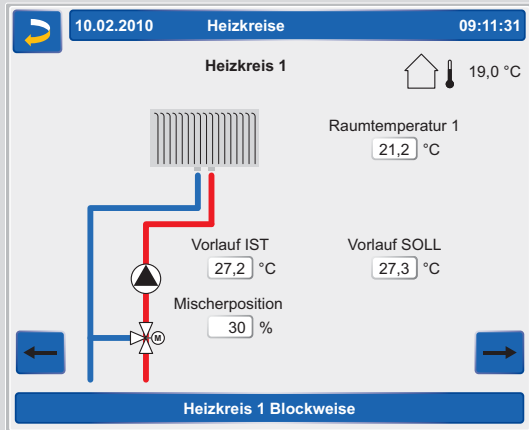 10.02.2010 Heizkreise 09:11:31
Heizkreis 1
19,0 °C
Raumtemperatur 1
21,2 °C
Vorlauf IST Vorlauf SOLL
27,2 °C 27,3 °C
Mischerposition
30 %
M
Heizkreis 1 Blockweise